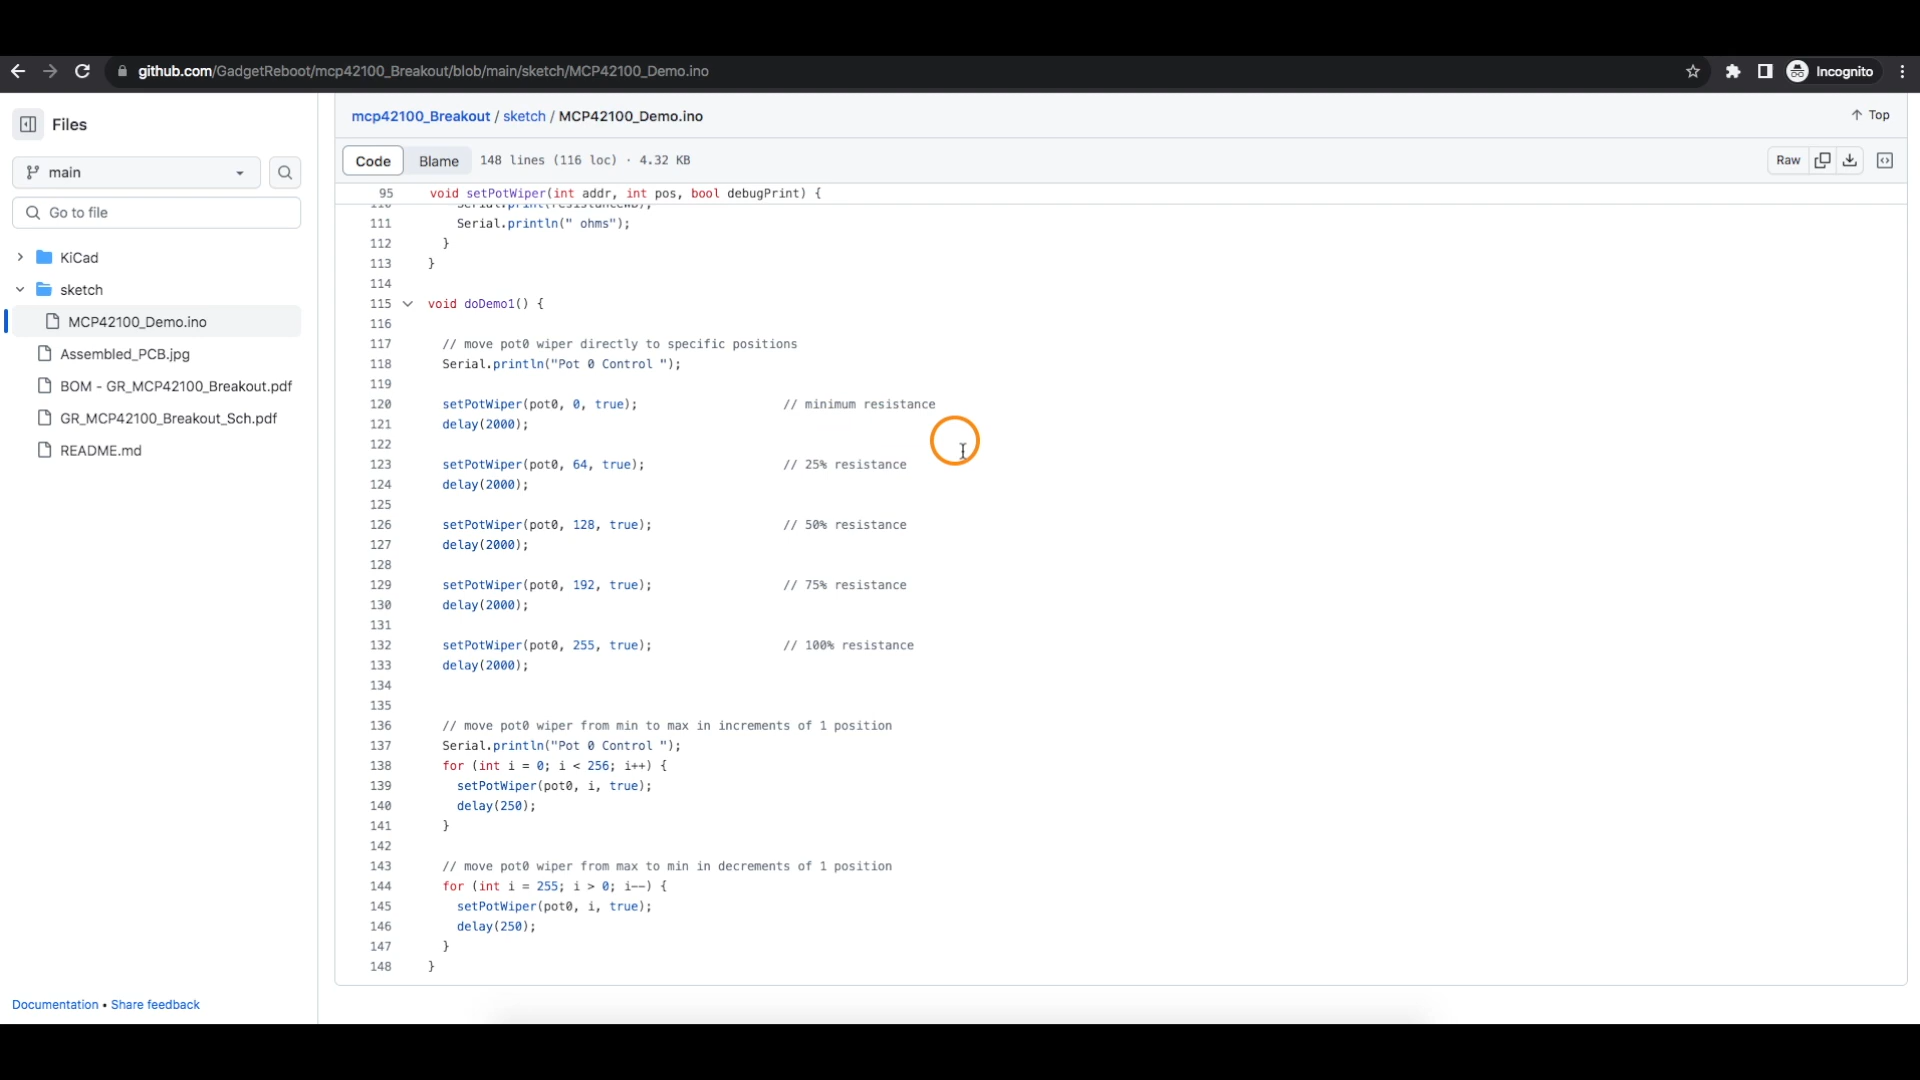 github.com/GadgetReboot/mcp42100_Breakout/blob/main/sketch/MCP42100_Demo.ino
Incognito
Files
mcp42100_Breakout / sketch / MCP42100_Demo.ino
Top
main
Code
Blame
148 lines (116 loc) · 4.32 KB
Raw
Go to file
KiCad
sketch
MCP42100_Demo.ino
Assembled_PCB.jpg
BOM - GR_MCP42100_Breakout.pdf
GR_MCP42100_Breakout_Sch.pdf
README.md
95 void setPotWiper(int addr, int pos, bool debugPrint) {
110 Serial.print(resistanceWB);
111 Serial.println(" ohms");
112 }
113 }
114
115 void doDemo1() {
116
117 // move pot0 wiper directly to specific positions
118 Serial.println("Pot 0 Control ");
119
120 setPotWiper(pot0, 0, true); // minimum resistance
121 delay(2000);
122
123 setPotWiper(pot0, 64, true); // 25% resistance
124 delay(2000);
125
126 setPotWiper(pot0, 128, true); // 50% resistance
127 delay(2000);
128
129 setPotWiper(pot0, 192, true); // 75% resistance
130 delay(2000);
131
132 setPotWiper(pot0, 255, true); // 100% resistance
133 delay(2000);
134
135
136 // move pot0 wiper from min to max in increments of 1 position
137 Serial.println("Pot 0 Control ");
138 for (int i = 0; i < 256; i++) {
139 setPotWiper(pot0, i, true);
140 delay(250);
141 }
142
143 // move pot0 wiper from max to min in decrements of 1 position
144 for (int i = 255; i > 0; i--) {
145 setPotWiper(pot0, i, true);
146 delay(250);
147 }
148 }
Documentation • Share feedback